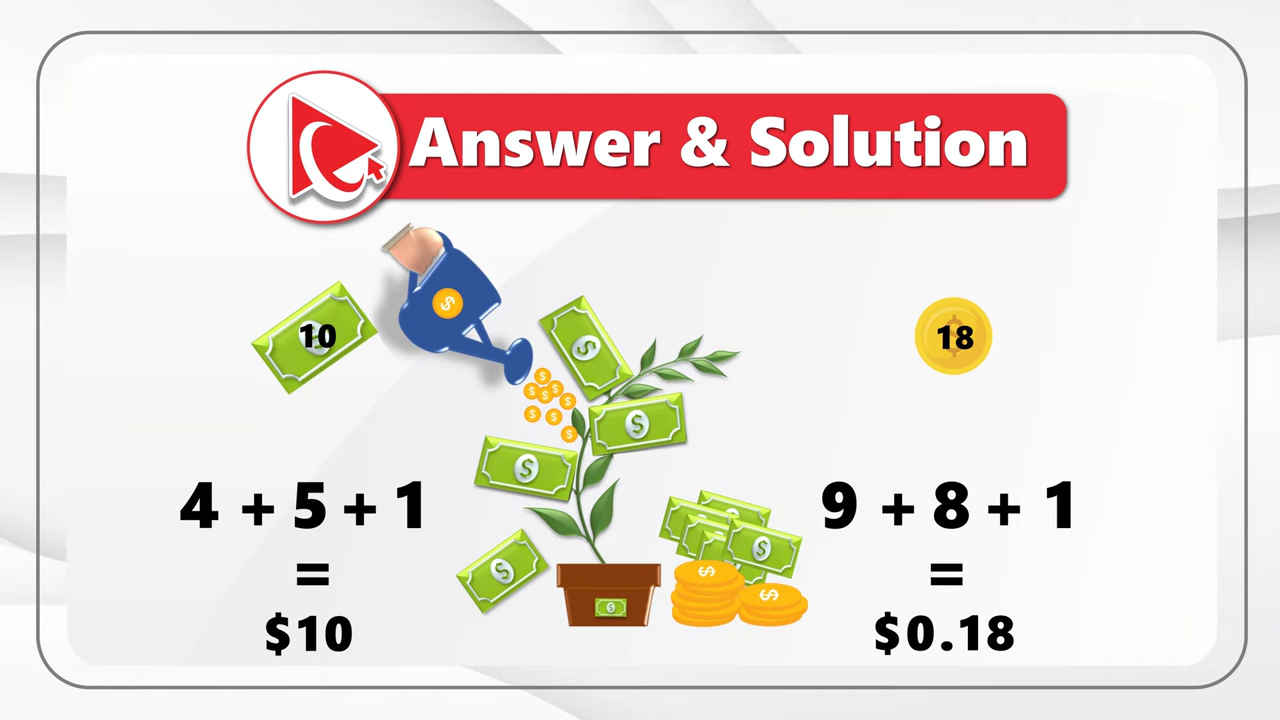 Answer & Solution
10
18
4 + 5 + 1
=
$10
9 + 8 + 1
=
$0.18